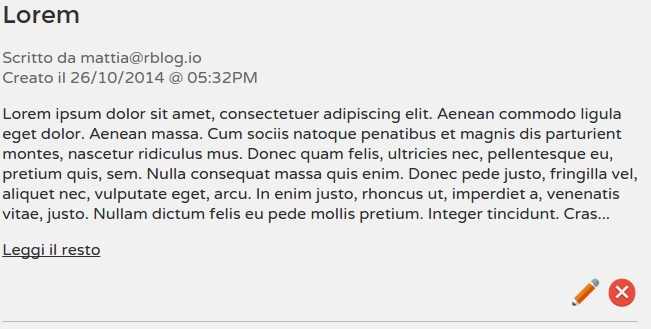 Lorem
Scritto da mattia@rblog.io
Creato il 26/10/2014 @ 05:32PM
Lorem ipsum dolor sit amet, consectetuer adipiscing elit. Aenean commodo ligula
eget dolor. Aenean massa. Cum sociis natoque penatibus et magnis dis parturient
montes, nascetur ridiculus mus. Donec quam felis, ultricies nec, pellentesque eu,
pretium quis, sem. Nulla consequat massa quis enim. Donec pede justo, fringilla vel,
aliquet nec, vulputate eget, arcu. In enim justo, rhoncus ut, imperdiet a, venenatis
vitae, justo. Nullam dictum felis eu pede mollis pretium. Integer tincidunt. Cras...
Leggi il resto